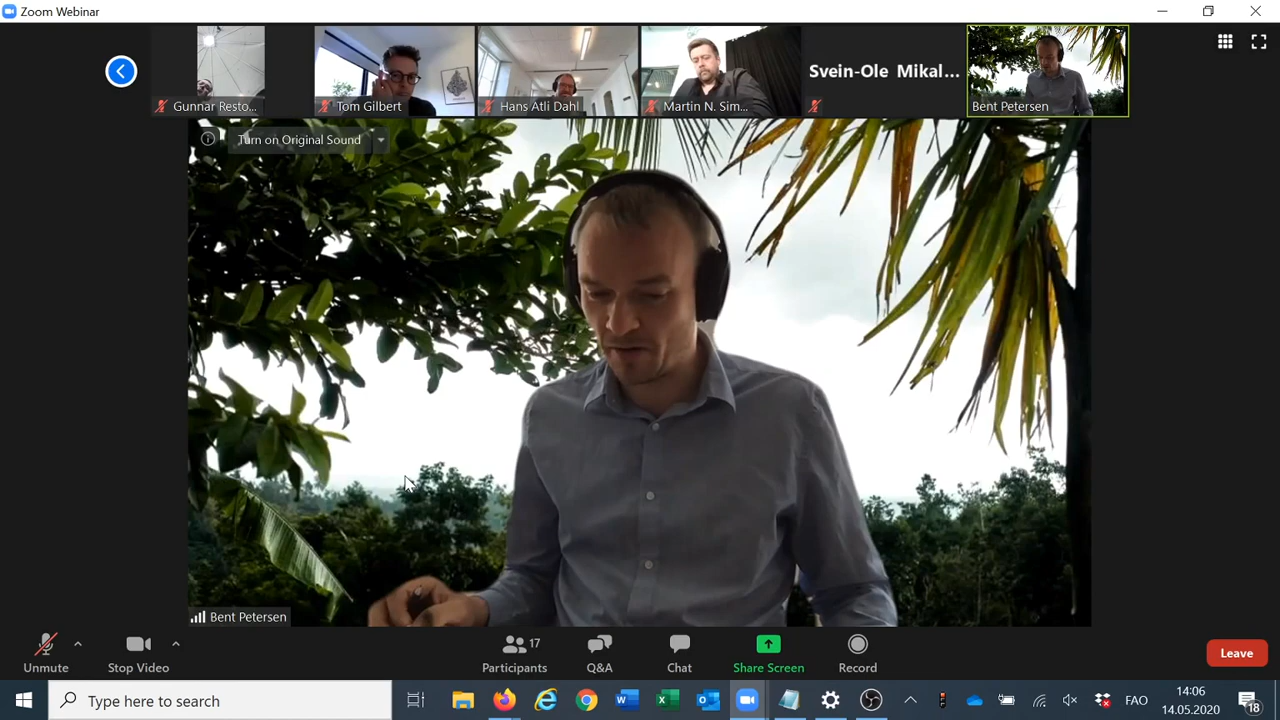 Zoom Webinar
Gunnar Resto...
Tom Gilbert
Hans Atli Dahl
Martin N. Sim...
Svein-Ole Mikal...
Bent Petersen
Turn on Original Sound
Bent Petersen
Unmute
Stop Video
17
Participants
Q&A
Chat
Share Screen
Record
Leave
Type here to search
FAO
14:06
14.05.2020
18